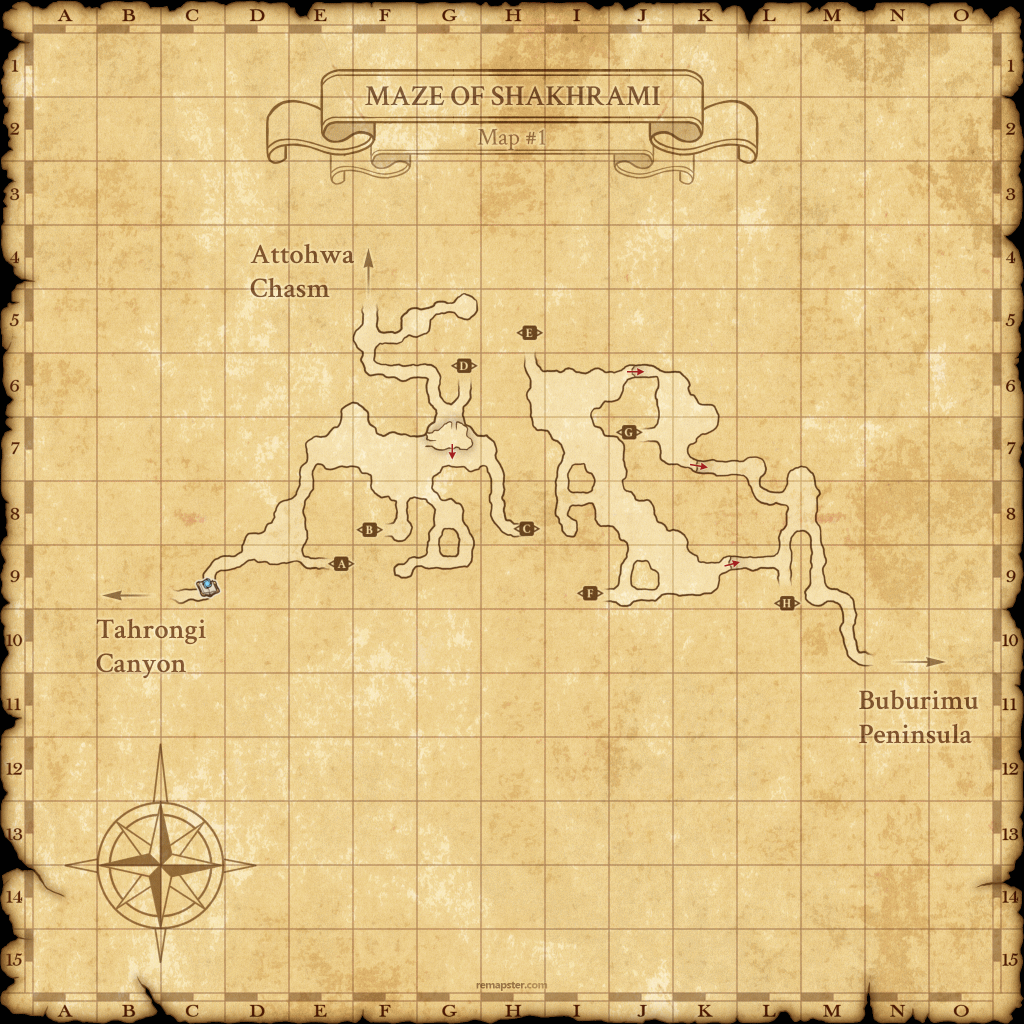 A B C D E F G H I J K L M N O
1 1
MAZE OF SHAKHRAMI
2 2
Map #1
3 3
4 4
Attohwa
Chasm
5 5
E
D
6 6
G
7 7
8 8
B
C
A
9 9
F
H
10 10
Tahrongi
Canyon
Buburimu
Peninsula
11 11
12 12
13 13
14 14
15 15
remapster.com
A B C D E F G H I J K L M N O